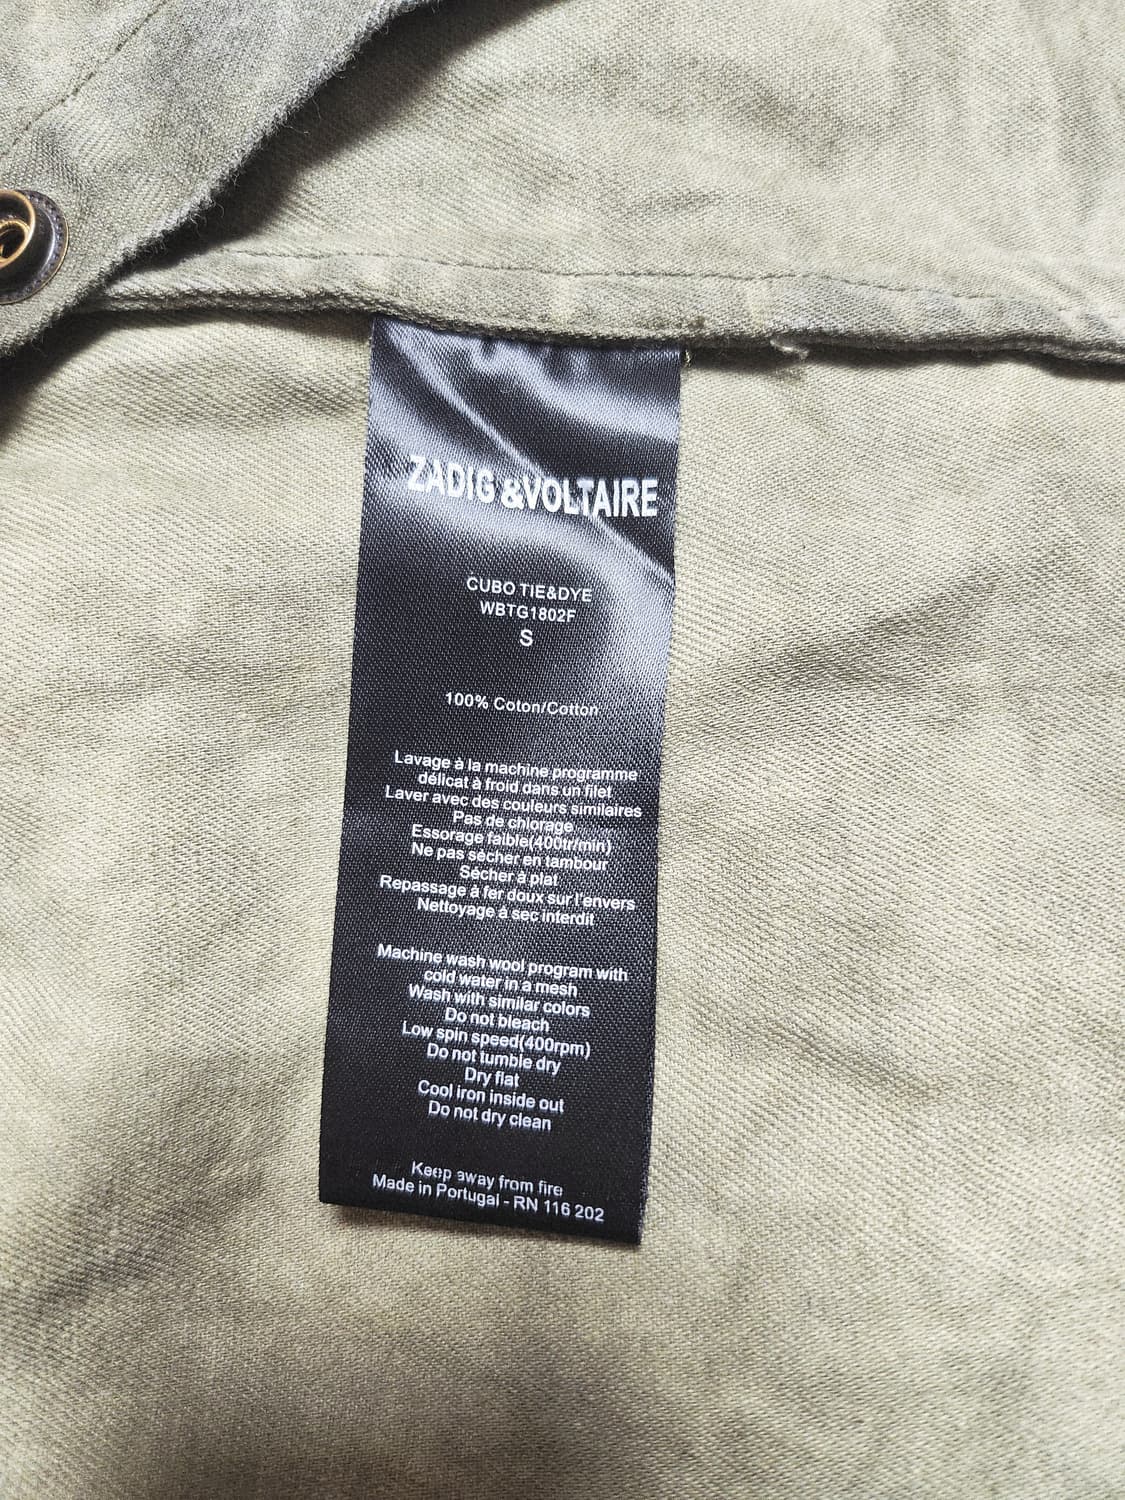 ZADIG &VOLTAIRE
CUBO TIE&DYE
WBTG1802F
S
100% Coton/Cotton
Lavage à la machine programme
délicat à froid dans un filet
Laver avec des couleurs similaires
Pas de chlorage
Essorage faible(400tr/min)
Ne pas sécher en tambour
Sécher à plat
Repassage à fer doux sur l'envers
Nettoyage à sec interdit
Machine wash wool program with
cold water in a mesh
Wash with similar colors
Do not bleach
Low spin speed(400rpm)
Do not tumble dry
Dry flat
Cool iron inside out
Do not dry clean
Keep away from fire
Made in Portugal - RN 116 202